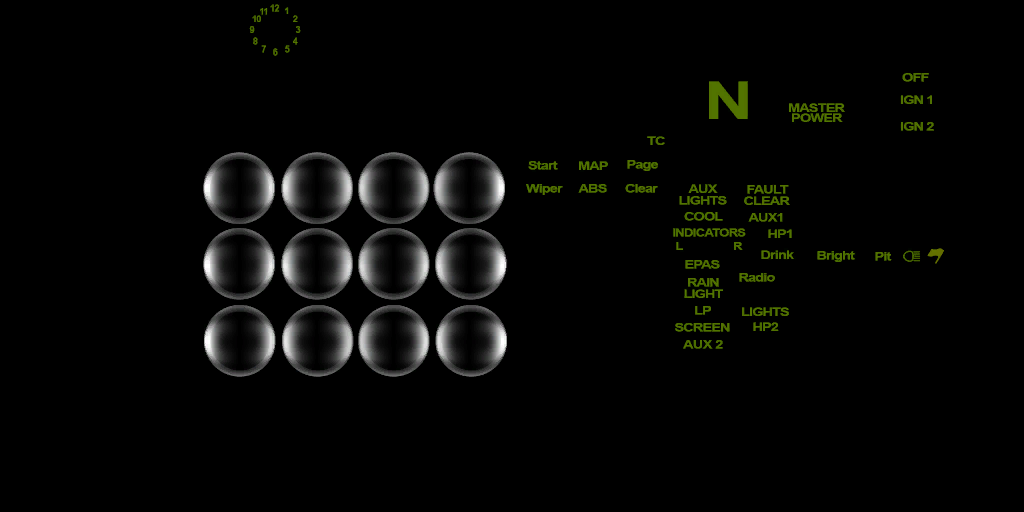 12
11 1
10 2
9 3
8 4
7 5
6
OFF
N
IGN 1
MASTER
POWER
IGN 2
TC
Start MAP Page
Wiper ABS Clear
AUX
LIGHTS
FAULT
CLEAR
COOL AUX1
INDICATORS HP1
L R
Drink Bright Pit
EPAS
RAIN
LIGHT
Radio
LP LIGHTS
SCREEN HP2
AUX 2